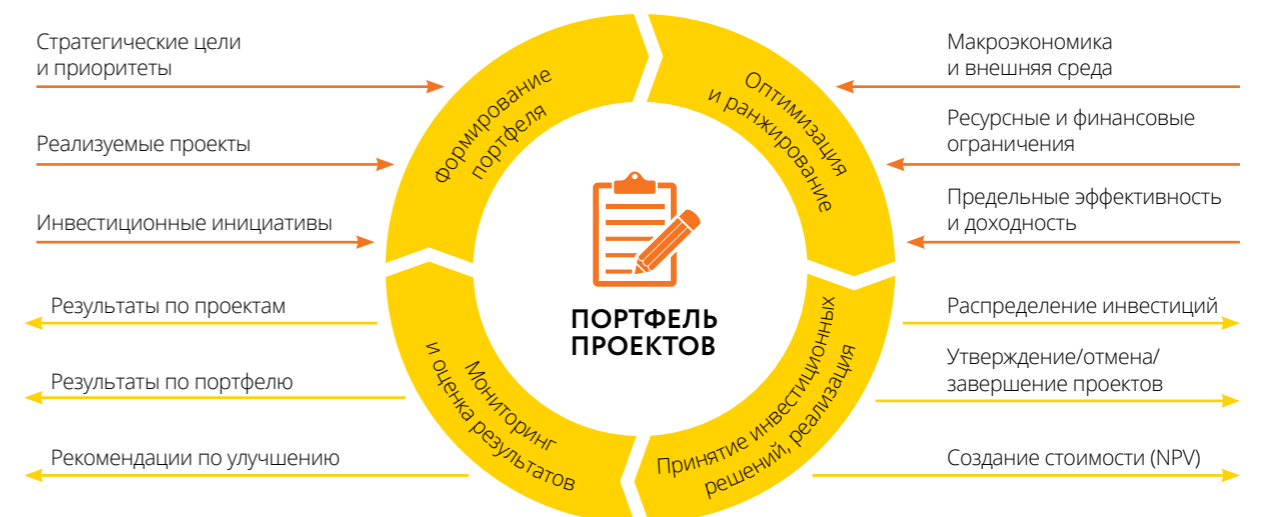 Стратегические цели
и приоритеты
Реализуемые проекты
Инвестиционные инициативы
Формирование
портфеля
Оптимизация
и ранжирование
Макроэкономика
и внешняя среда
Ресурсные и финансовые
ограничения
Предельные эффективность
и доходность
ПОРТФЕЛЬ
ПРОЕКТОВ
Результаты по проектам
Результаты по портфелю
Рекомендации по улучшению
Мониторинг
и оценка результатов
Принятие инвестиционных
решений, реализация
Распределение инвестиций
Утверждение/отмена/
завершение проектов
Создание стоимости (NPV)